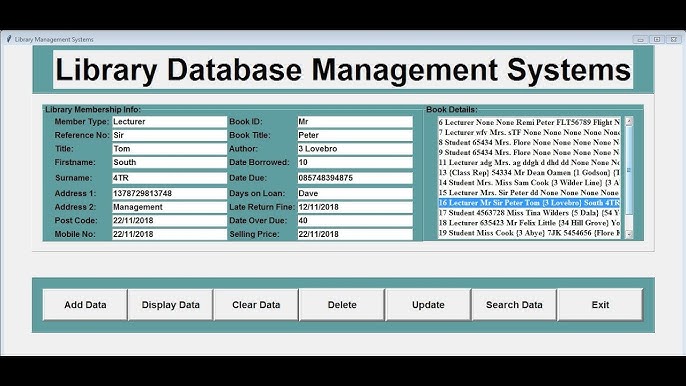 Library Management Systems
Library Database Management Systems
Library Membership Info:
Member Type: Lecturer Book ID: Mr
Reference No: Sir Book Title: Peter
Title: Tom Author: 3 Lovebro
Firstname: South Date Borrowed: 10
Surname: 4TR Date Due: 085748394875
Address 1: 1378729813748 Days on Loan: Dave
Address 2: Management Late Return Fine: 12/11/2018
Post Code: 22/11/2018 Date Over Due: 40
Mobile No: 22/11/2018 Selling Price: 22/11/2018
Book Details:
6 Lecturer None None Remi Peter FLT56789 Flight N
7 Lecturer wfv Mrs. sTF None None None None None
8 Student 65434 Mrs. Flore None None None None N
9 Student 65434 Mrs. Flore None None None None N
11 Lecturer adg Mrs. ag ddgh d dhd dd None None N
13 {Class Rep} 54334 Mr Dean Oamen {1 Godson} {
14 Student Mrs. Miss Sam Cook {3 Wilder Line} {3 A
15 Lecturer Mrs. Sir Peter dd None None None None
16 Lecturer Mr Sir Peter Tom {3 Lovebro} South 4TR
17 Student 4563728 Miss Tina Wilders {5 Dala} {54 Y
18 Lecturer 635423 Mr Felix Little {34 Hill Grove} Yo
19 Student Miss Cook {3 Abye} 7JK 5454656 {Flore F
Add Data Display Data Clear Data Delete Update Search Data Exit